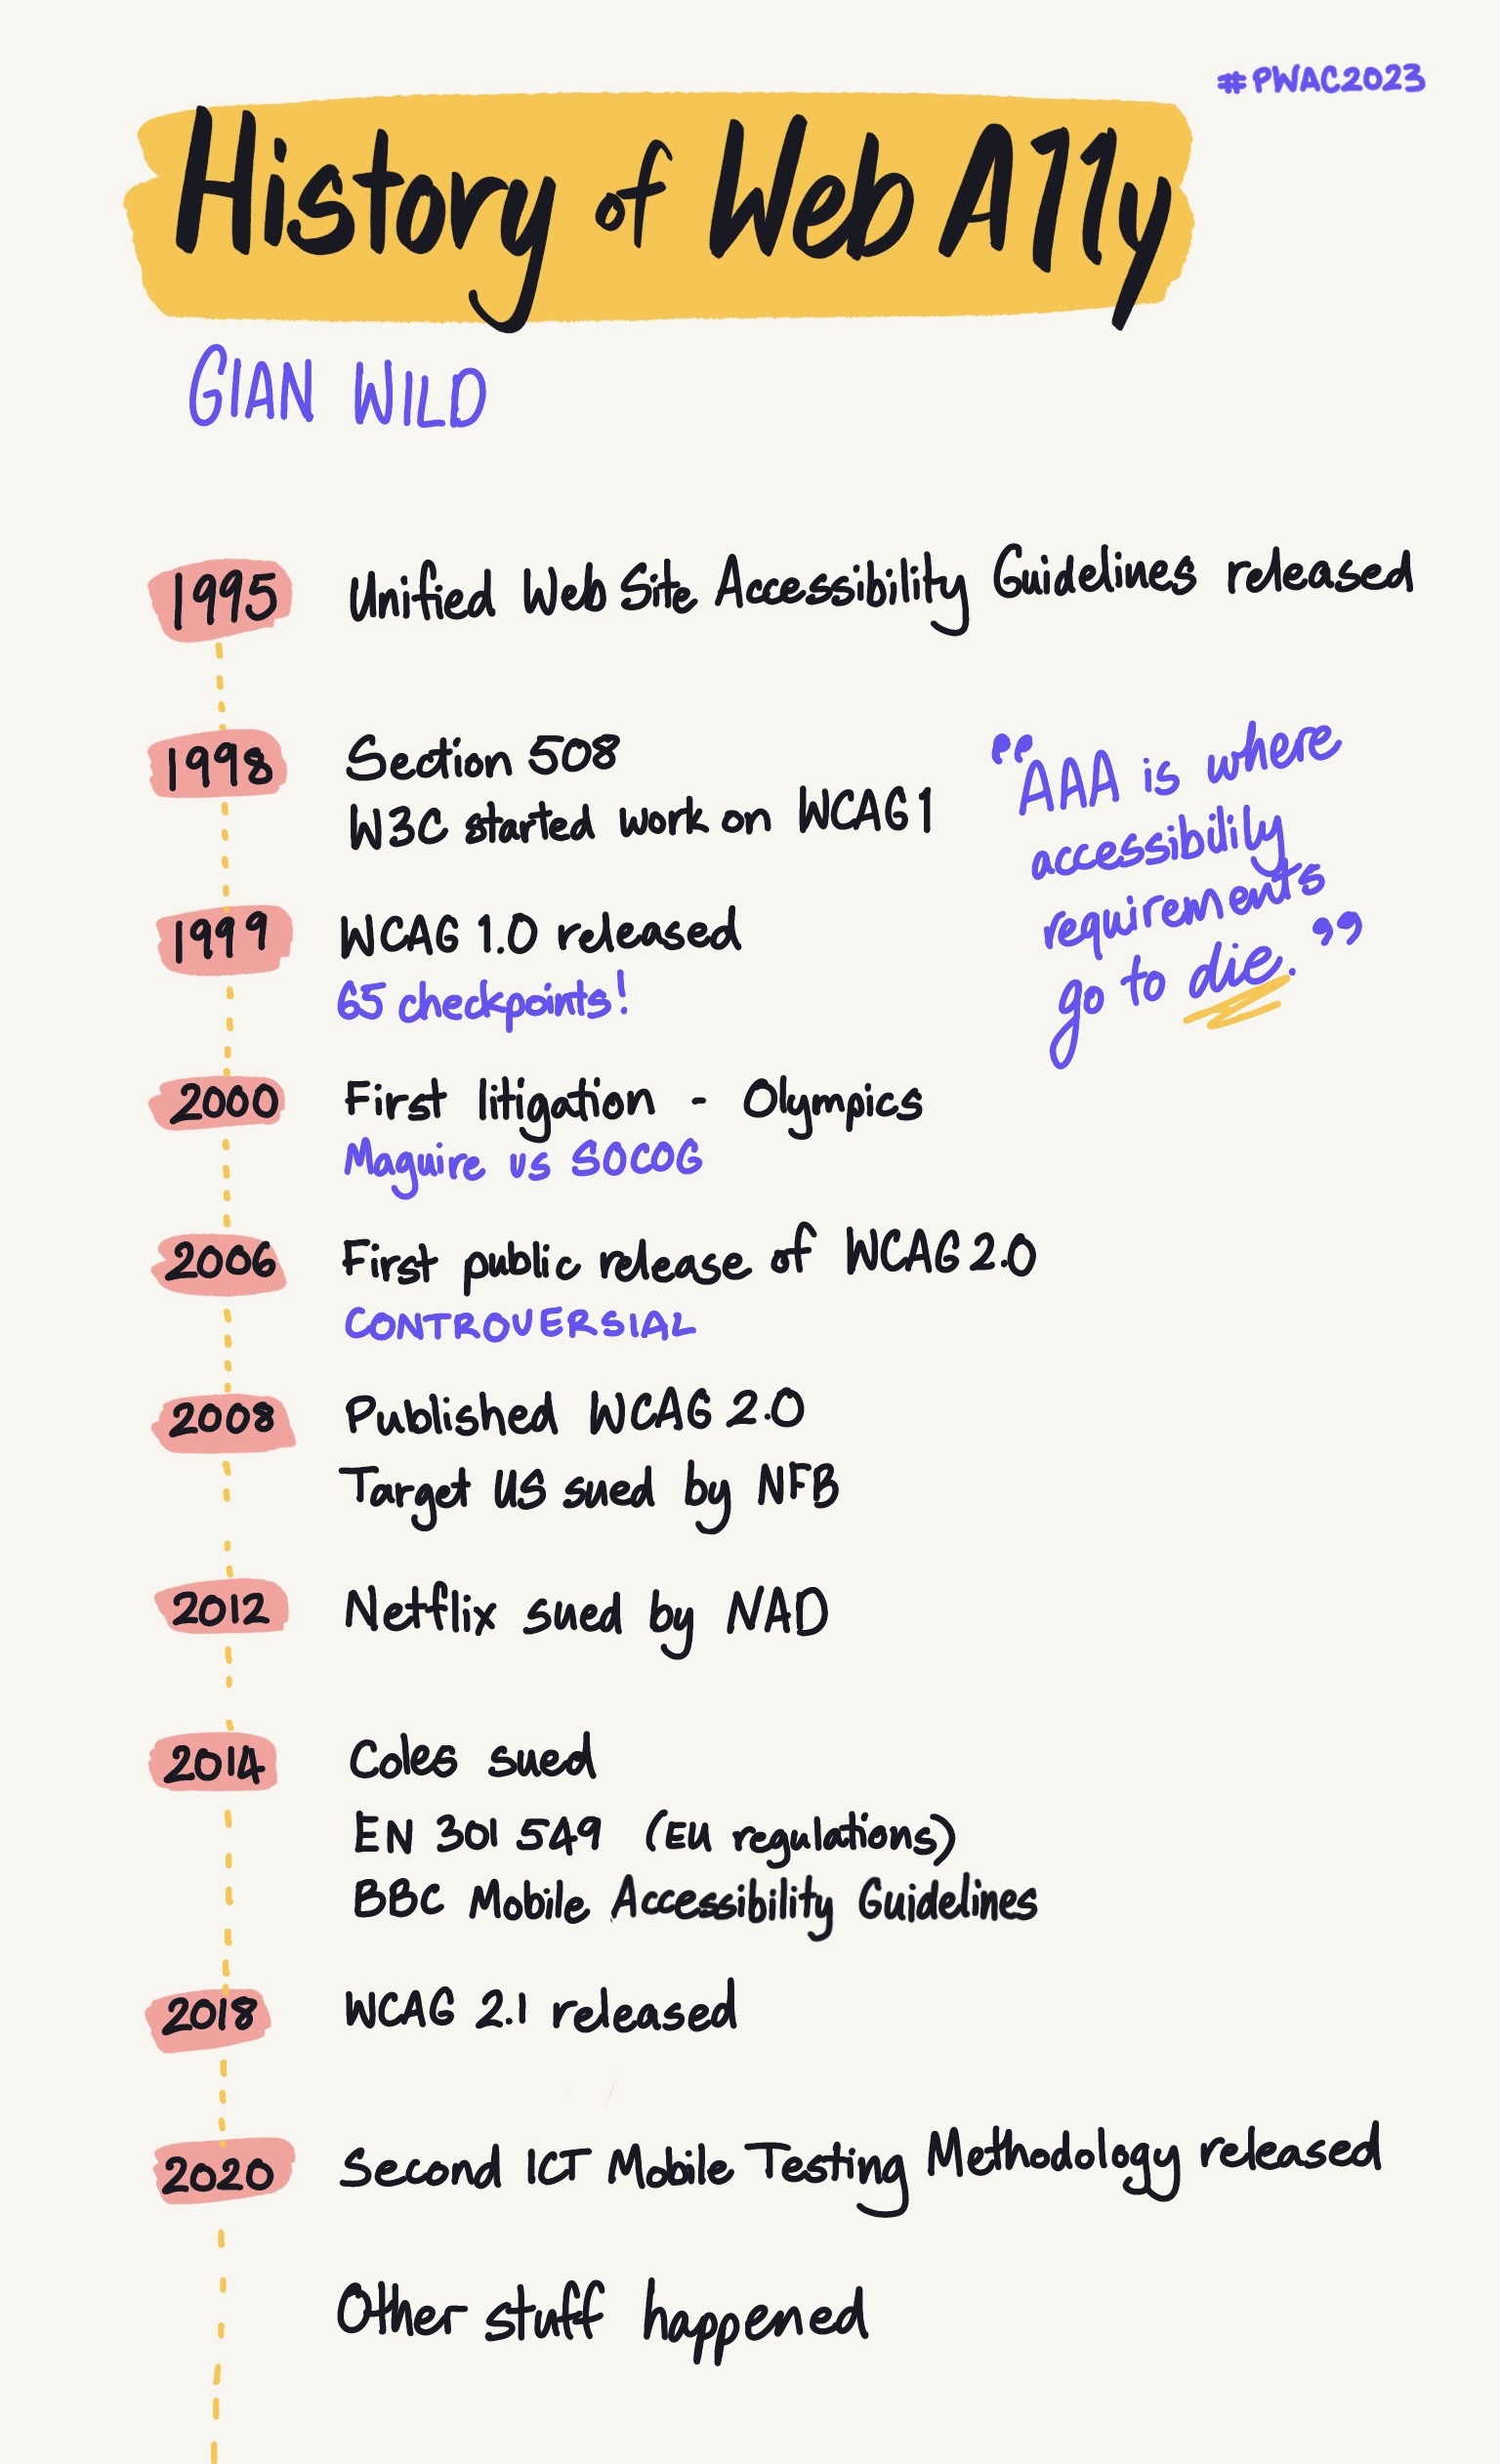 #PWAC2023
History of Web A11y
GIAN WILD
1995 Unified Web Site Accessibility Guidelines released
1998 Section 508
W3C started work on WCAG 1
“AAA is where
accessibility
requirements
go to die.”
1999 WCAG 1.0 released
65 checkpoints!
2000 First litigation - Olympics
Maguire vs SOCOG
2006 First public release of WCAG 2.0
CONTROVERSIAL
2008 Published WCAG 2.0
Target US sued by NFB
2012 Netflix sued by NAD
2014 Coles sued
EN 301 549 (EU regulations)
BBC Mobile Accessibility Guidelines
2018 WCAG 2.1 released
2020 Second ICT Mobile Testing Methodology released
Other stuff happened